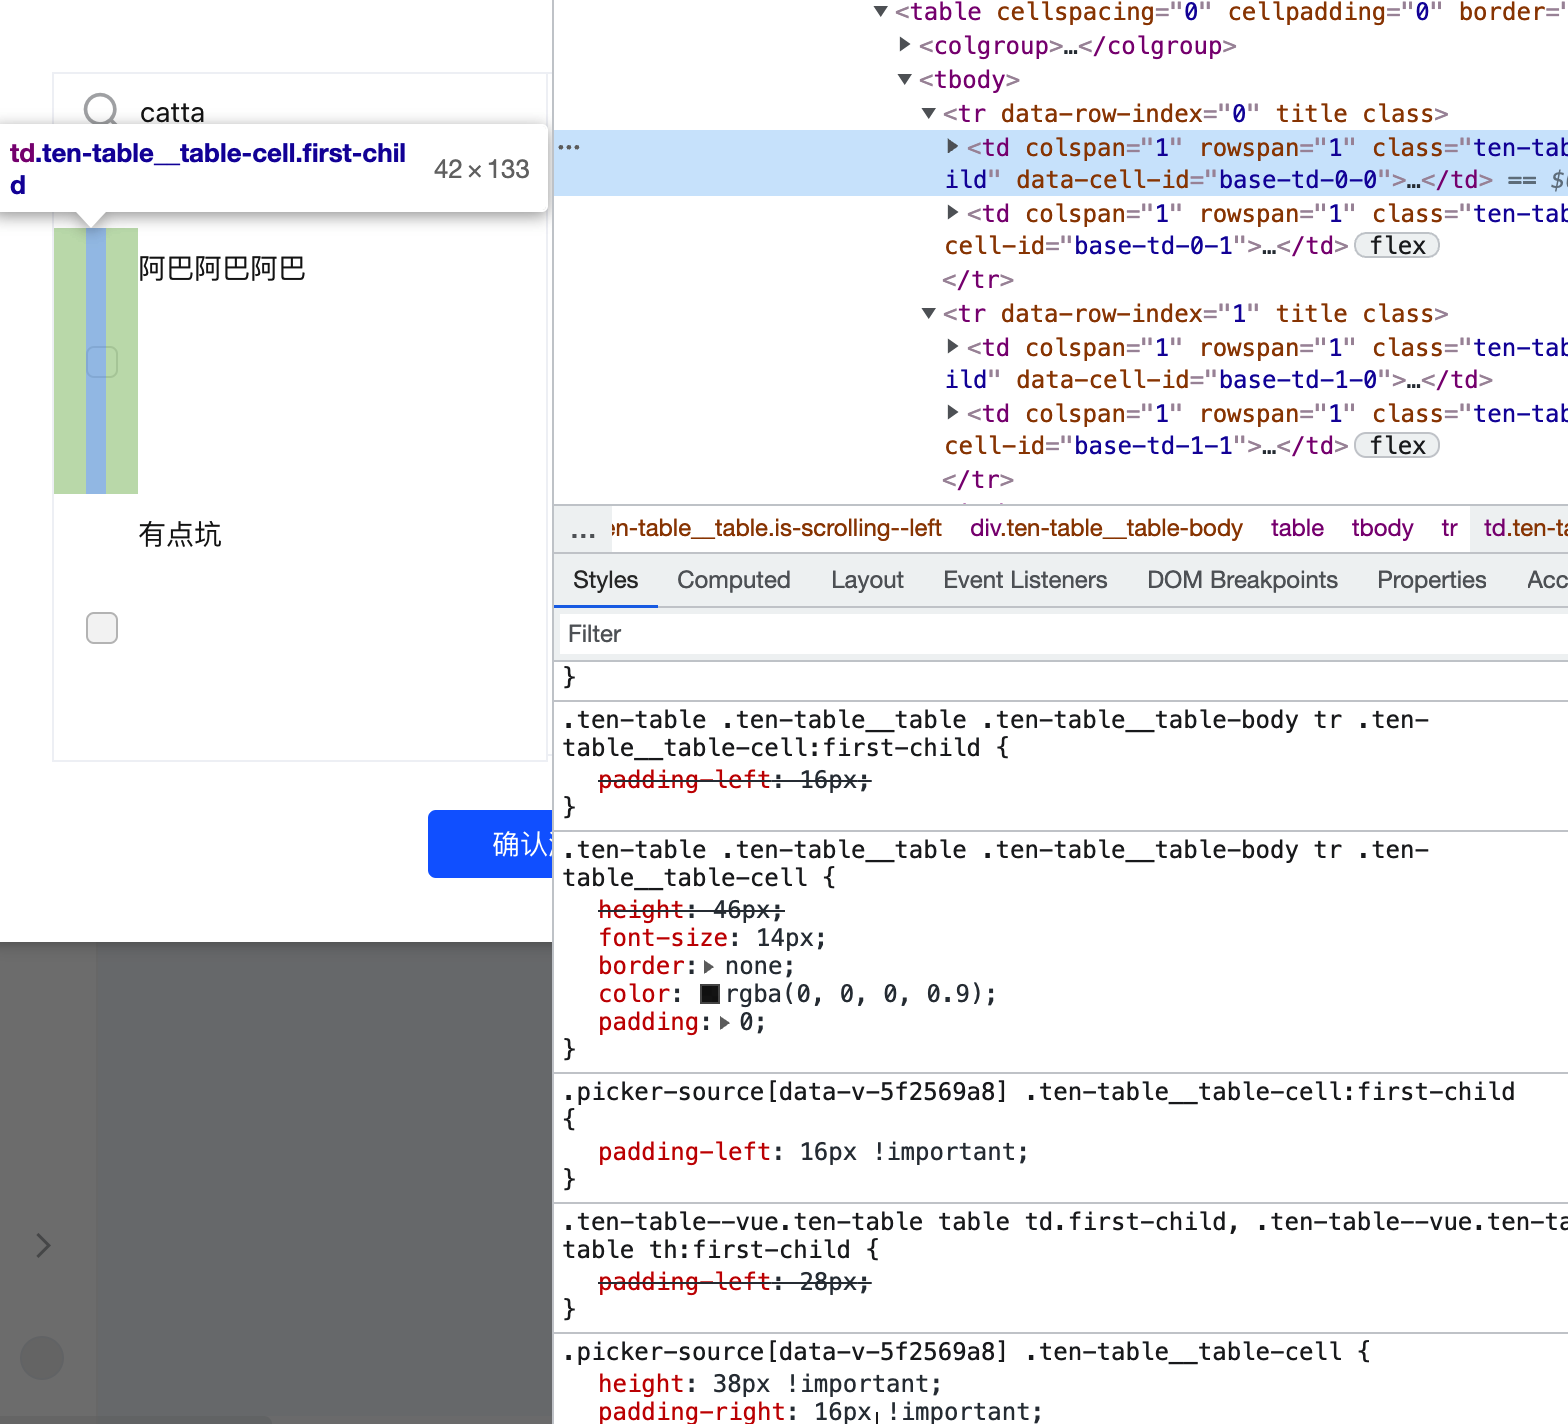 catta
td.ten-table__table-cell.first-chil
d
42 × 133
阿巴阿巴阿巴
有点坑
确认
<table cellspacing="0" cellpadding="0" border="
<colgroup>…</colgroup>
<tbody>
<tr data-row-index="0" title class>
… <td colspan="1" rowspan="1" class="ten-tab
ild" data-cell-id="base-td-0-0">…</td> == $
<td colspan="1" rowspan="1" class="ten-tab
cell-id="base-td-0-1">…</td> flex
</tr>
<tr data-row-index="1" title class>
<td colspan="1" rowspan="1" class="ten-tab
ild" data-cell-id="base-td-1-0">…</td>
<td colspan="1" rowspan="1" class="ten-tab
cell-id="base-td-1-1">…</td> flex
</tr>
… en-table__table.is-scrolling--left div.ten-table__table-body table tbody tr td.ten-ta
Styles Computed Layout Event Listeners DOM Breakpoints Properties Acc
Filter
}
.ten-table .ten-table__table .ten-table__table-body tr .ten-
table__table-cell:first-child {
padding-left: 16px;
}
.ten-table .ten-table__table .ten-table__table-body tr .ten-
table__table-cell {
height: 46px;
font-size: 14px;
border: none;
color: rgba(0, 0, 0, 0.9);
padding: 0;
}
.picker-source[data-v-5f2569a8] .ten-table__table-cell:first-child
{
padding-left: 16px !important;
}
.ten-table--vue.ten-table table td.first-child, .ten-table--vue.ten-ta
table th:first-child {
padding-left: 28px;
}
.picker-source[data-v-5f2569a8] .ten-table__table-cell {
height: 38px !important;
padding-right: 16px !important;